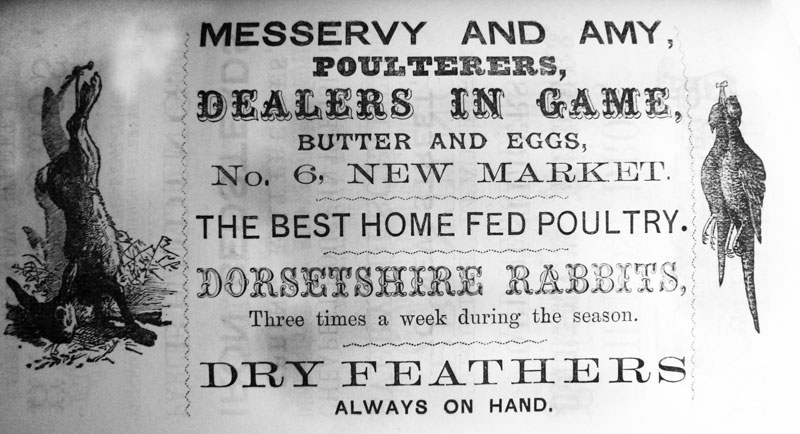 MESSERVY AND AMY,
POULTERERS,
DEALERS IN GAME,
BUTTER AND EGGS,
No. 6, NEW MARKET.
THE BEST HOME FED POULTRY.
DORSETSHIRE RABBITS,
Three times a week during the season.
DRY FEATHERS
ALWAYS ON HAND.